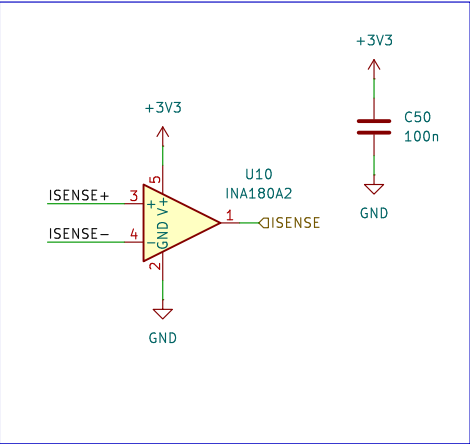 +3V3
C50
100n
GND
+3V3
U10
INA180A2
5
V+
ISENSE+
3
+
1
ISENSE
ISENSE-
4
-
GND
2
GND